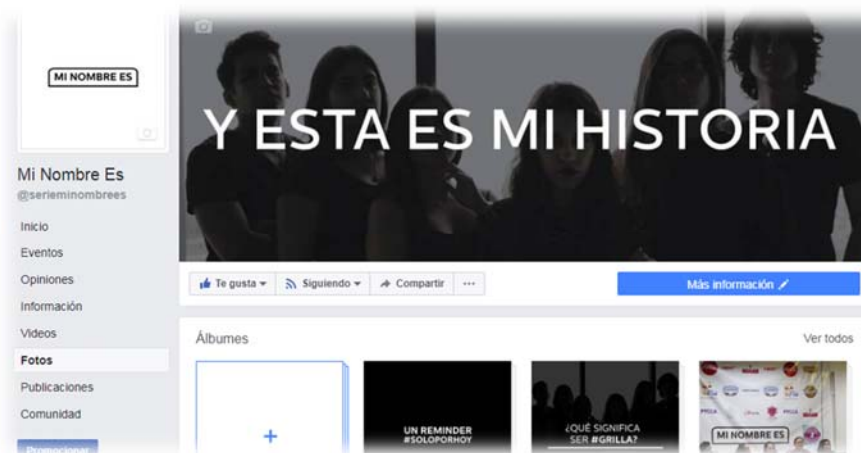 MI NOMBRE ES
Y ESTA ES MI HISTORIA
Mi Nombre Es
@serieminombrees
Inicio
Eventos
Opiniones
Información
Videos
Fotos
Publicaciones
Comunidad
Promocionar
Te gusta
Siguiendo
Compartir
Más información
Álbumes
Ver todos
UN REMINDER
#SOLOPORHOY
¿QUÉ SIGNIFICA
SER #GRILLA?
MI NOMBRE ES